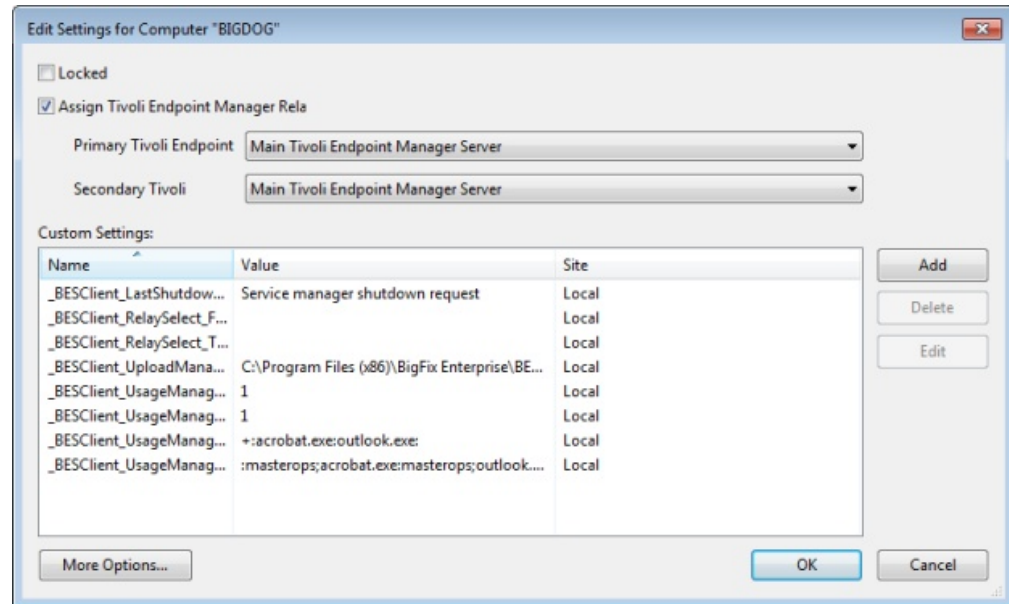 Edit Settings for Computer "BIGDOG"
Locked
Assign Tivoli Endpoint Manager Rela
Primary Tivoli Endpoint Main Tivoli Endpoint Manager Server
Secondary Tivoli Main Tivoli Endpoint Manager Server
Custom Settings:
Name Value Site Add
_BESClient_LastShutdow... Service manager shutdown request Local
_BESClient_RelaySelect_F... Local Delete
_BESClient_RelaySelect_T... Local
_BESClient_UploadMana... C:\Program Files (x86)\BigFix Enterprise\BE... Local Edit
_BESClient_UsageManag... 1 Local
_BESClient_UsageManag... 1 Local
_BESClient_UsageManag... +:acrobat.exe:outlook.exe: Local
_BESClient_UsageManag... :masterops;acrobat.exe:masterops;outlook.... Local
More Options... OK Cancel